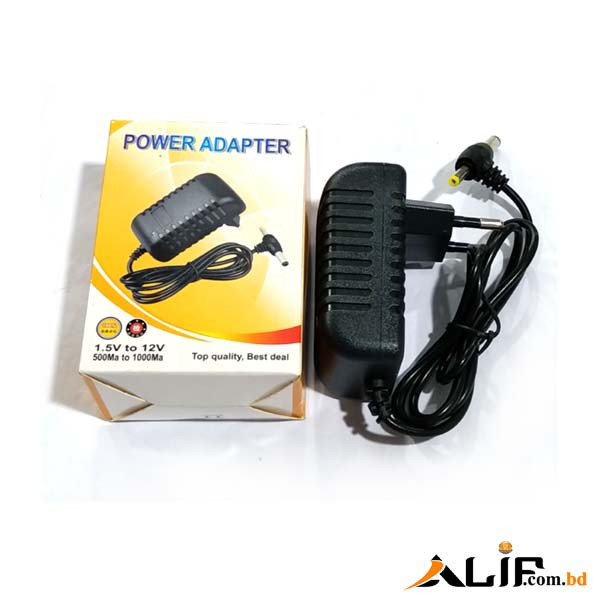 POWER ADAPTER
1.5V to 12V
500Ma to 1000Ma
Top quality, Best deal
ALIF.com.bd